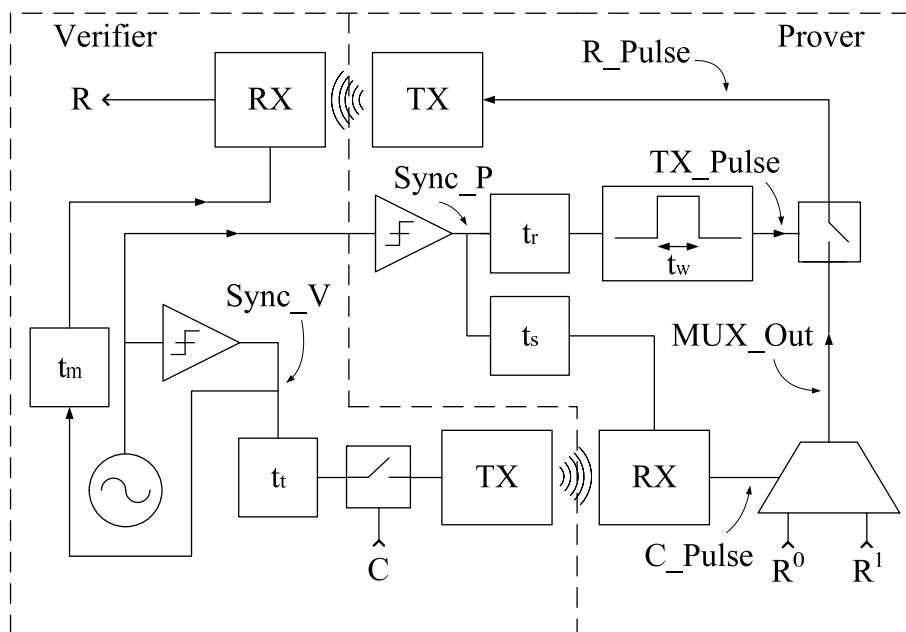 Verifier
Prover
R_Pulse
R
RX
TX
TX_Pulse
Sync_P
tr
tw
Sync_V
ts
MUX_Out
tm
tt
TX
RX
C
C_Pulse
R0
R1